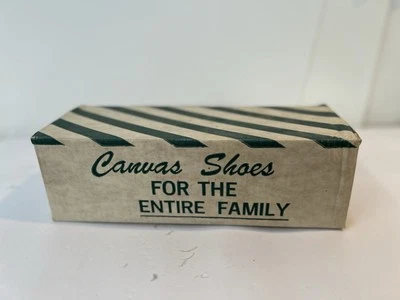 Canvas Shoes
FOR THE
ENTIRE FAMILY